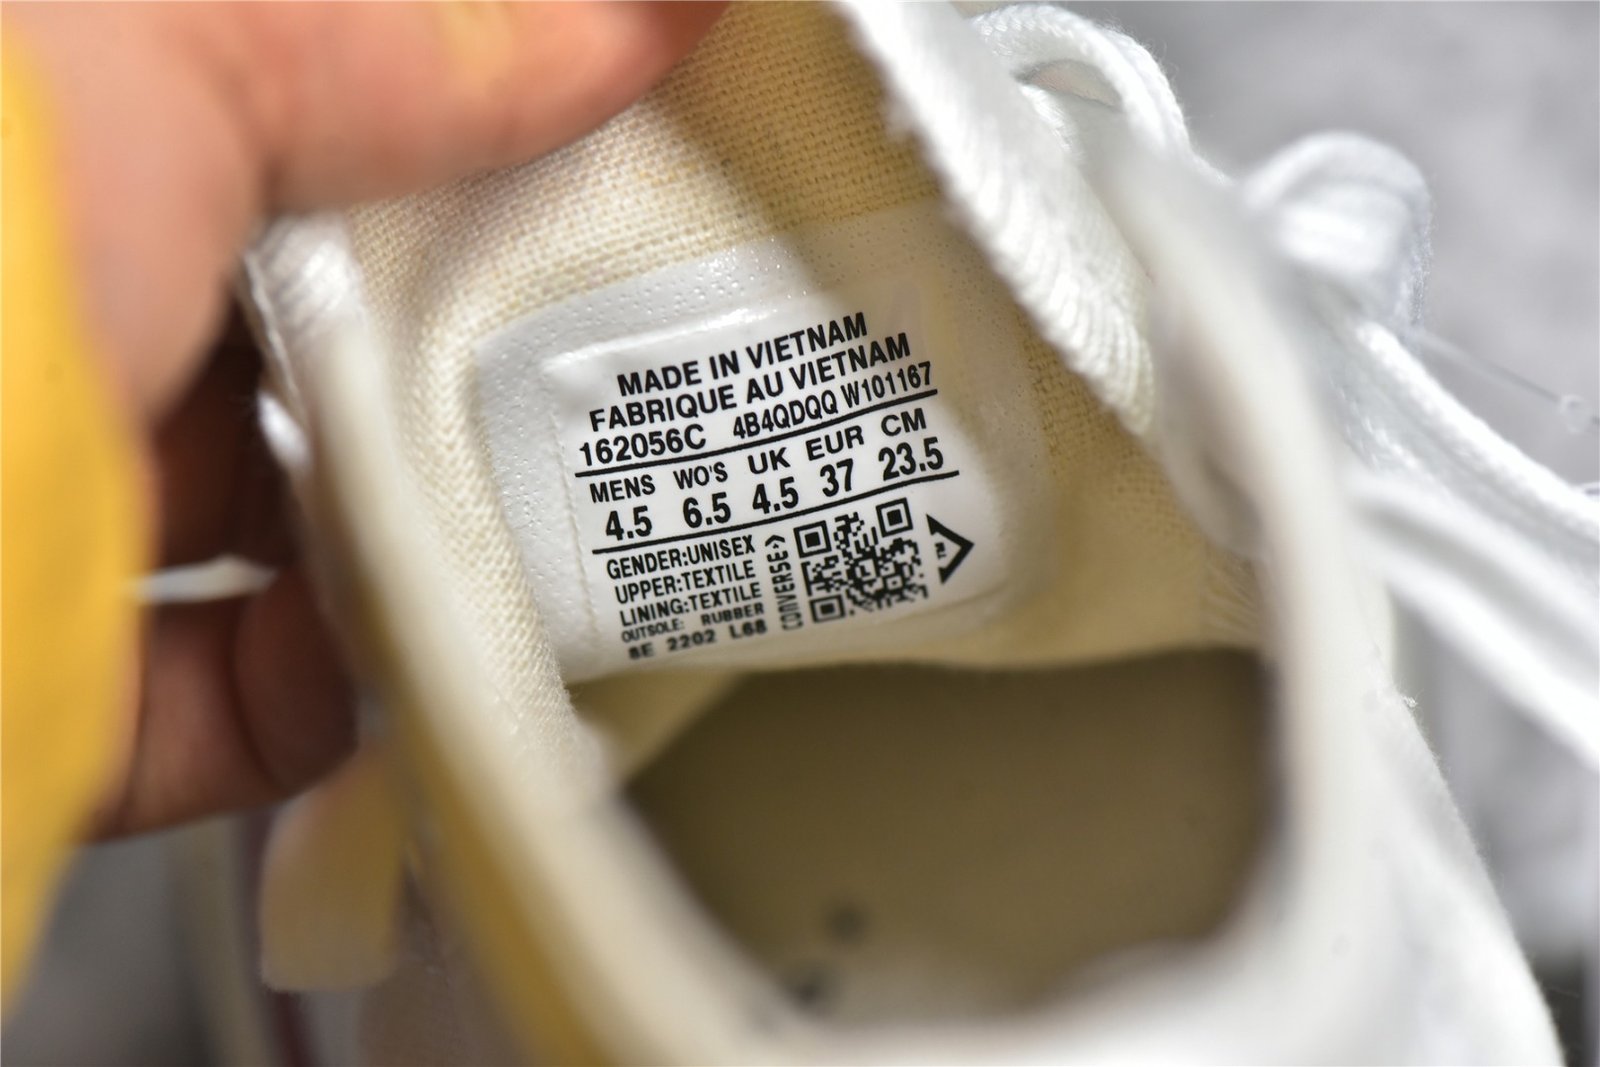 MADE IN VIETNAM
FABRIQUE AU VIETNAM
162056C 4B4QDQQ W101167
MENS WO'S UK EUR CM
4.5 6.5 4.5 37 23.5
GENDER:UNISEX
UPPER:TEXTILE
LINING:TEXTILE
OUTSOLE: RUBBER
8E 2202 L68
CONVERSE
TM